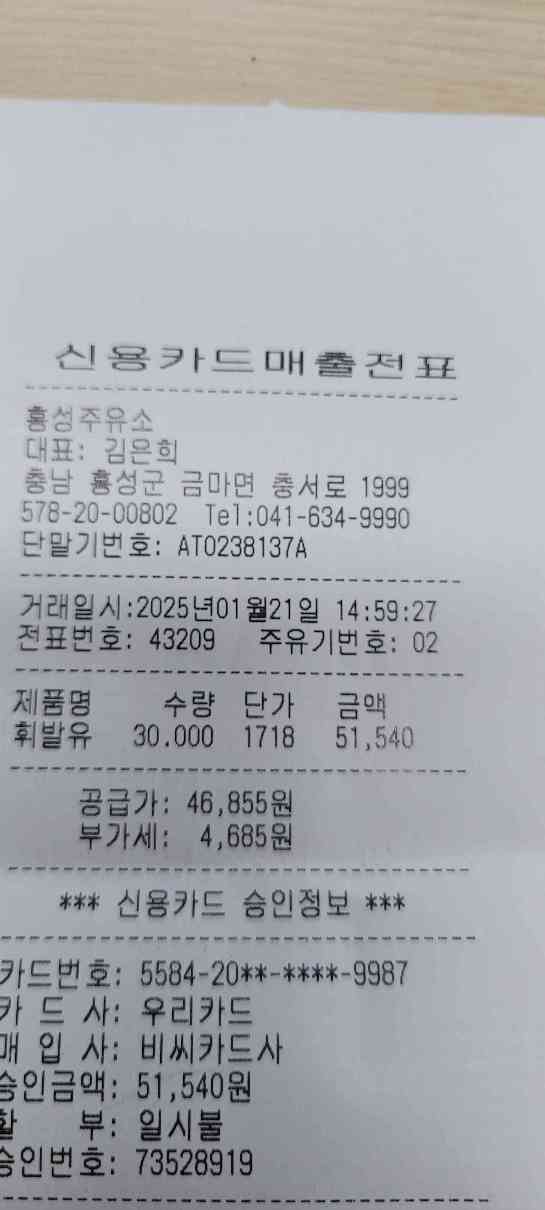 신용카드매출전표
홍성주유소
대표: 김은희
충남 홍성군 금마면 충서로 1999
578-20-00802 Tel:041-634-9990
단말기번호: AT0238137A
거래일시:2025년01월21일 14:59:27
전표번호: 43209 주유기번호: 02
제품명 수량 단가 금액
휘발유 30.000 1718 51,540
공급가: 46,855원
부가세: 4,685원
*** 신용카드 승인정보 ***
카드번호: 5584-20**-****-9987
카 드 사: 우리카드
매 입 사: 비씨카드사
승인금액: 51,540원
할 부: 일시불
승인번호: 73528919